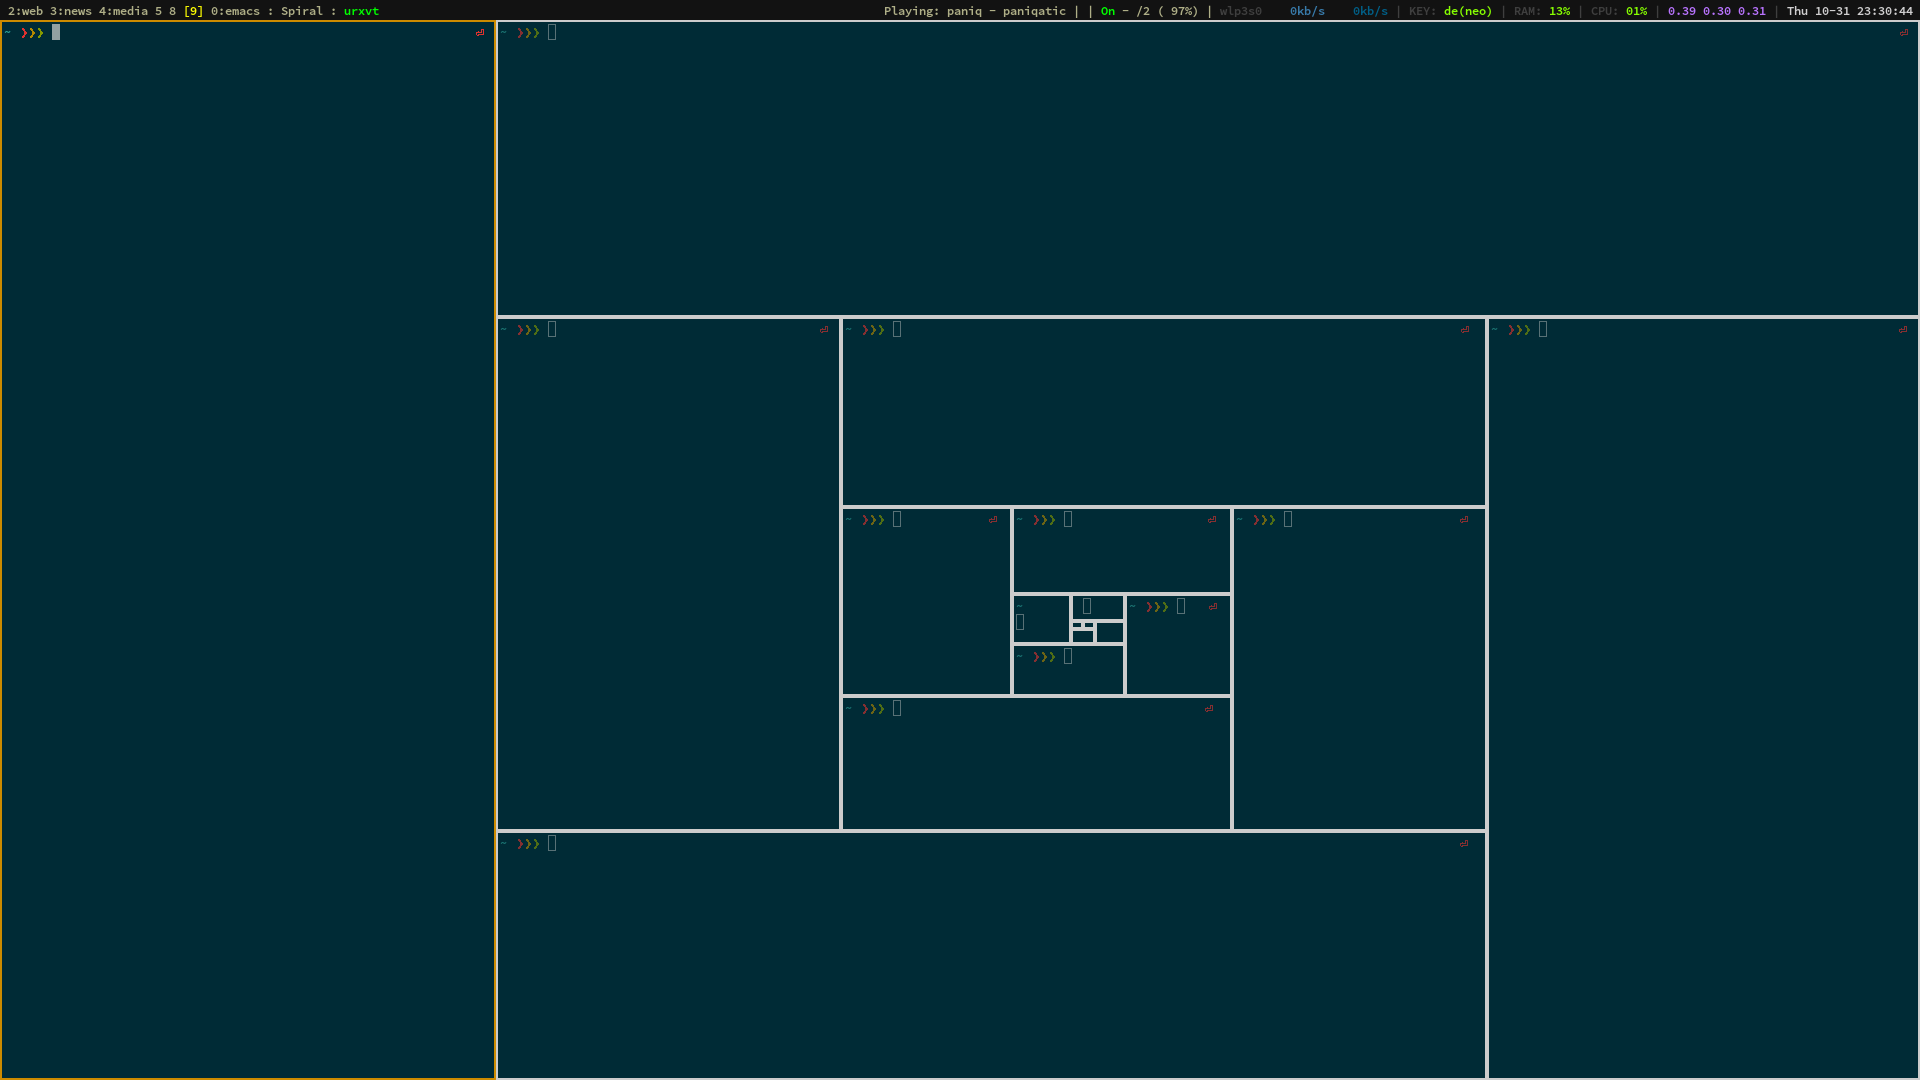 2:web 3:news 4:media 5 8 [9] 0:emacs : Spiral : urxvt Playing: paniq - paniqatic | | On - /2 ( 97%) | wlp3s0 0kb/s 0kb/s | KEY: de(neo) | RAM: 13% | CPU: 01% | 0.39 0.30 0.31 | Thu 10-31 23:30:44
~ ❯❯❯ ⏎
~ ❯❯❯ ⏎
~ ❯❯❯ ⏎
~ ❯❯❯ ⏎
~ ❯❯❯ ⏎
~ ❯❯❯ ⏎
~ ❯❯❯ ⏎
~ ❯❯❯ ⏎
~
~ ❯❯❯ ⏎
~ ❯❯❯
~ ❯❯❯ ⏎
~ ❯❯❯ ⏎